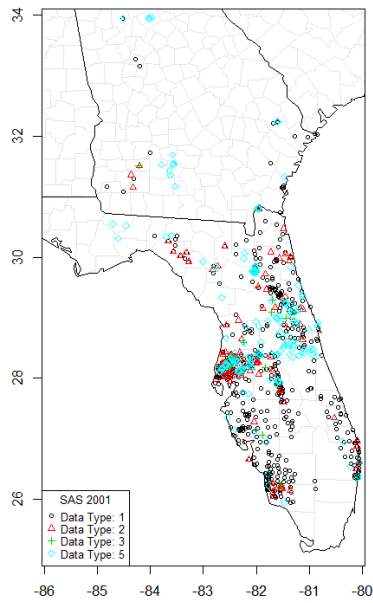 34
32
30
28
26
SAS 2001
Data Type: 1
Data Type: 2
Data Type: 3
Data Type: 5
-86 -85 -84 -83 -82 -81 -80